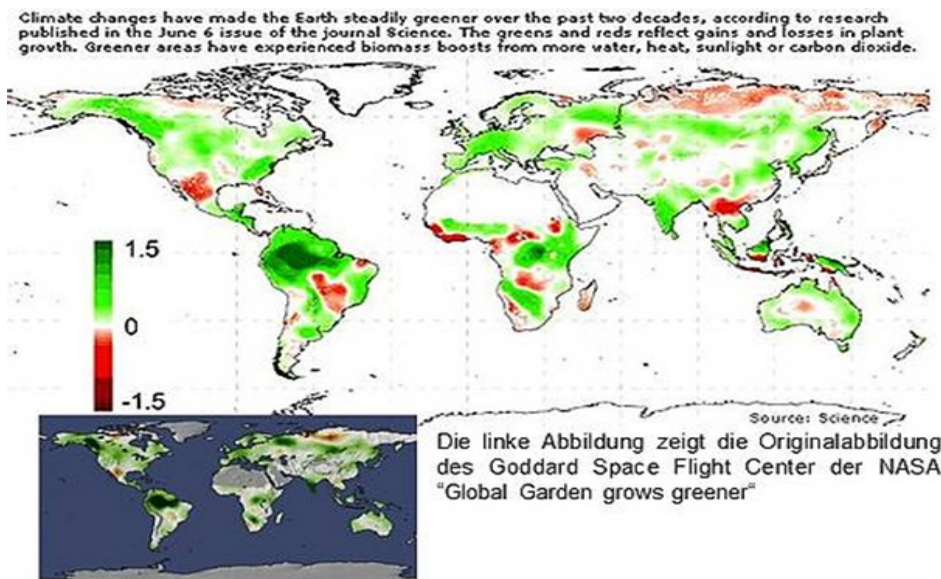 Climate changes have made the Earth steadily greener over the past two decades, according to research
published in the June 6 issue of the journal Science. The greens and reds reflect gains and losses in plant
growth. Greener areas have experienced biomass boosts from more water, heat, sunlight or carbon dioxide.
1.5
0
-1.5
Source: Science
Die linke Abbildung zeigt die Originalabbildung
des Goddard Space Flight Center der NASA
"Global Garden grows greener"